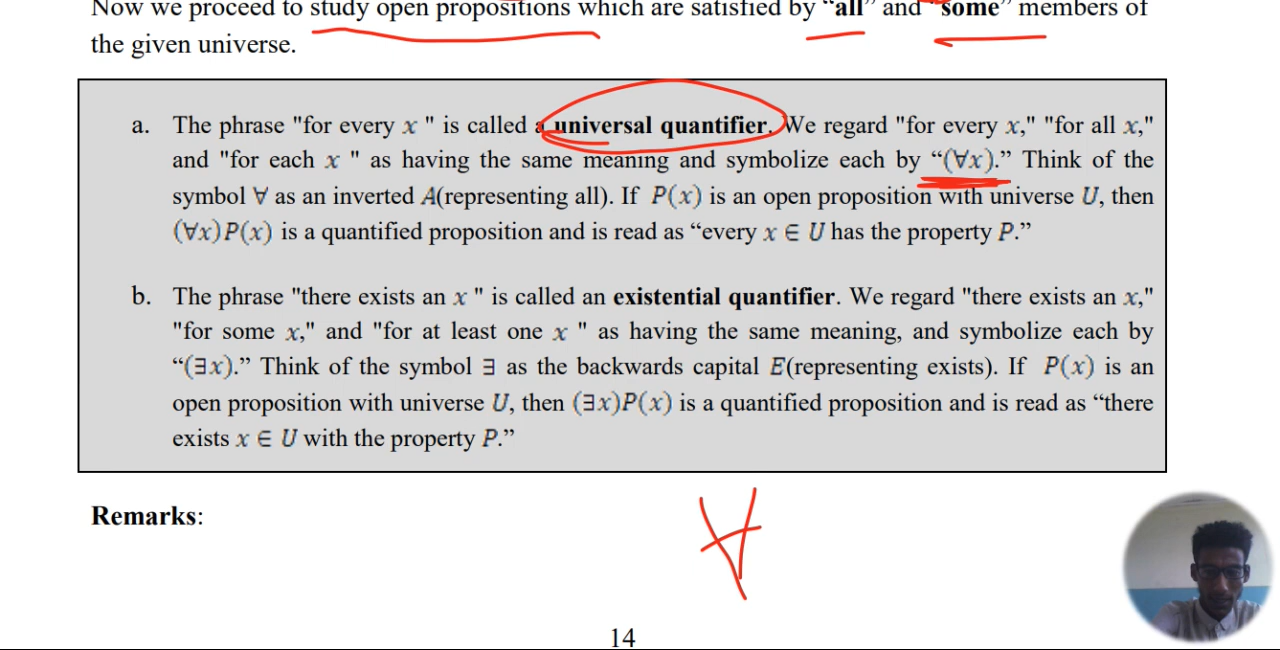 Now we proceed to study open propositions which are satisfied by “all” and “some” members of
the given universe.
a. The phrase "for every x " is called a universal quantifier. We regard "for every x," "for all x,"
and "for each x " as having the same meaning and symbolize each by “(∀x).” Think of the
symbol ∀ as an inverted A(representing all). If P(x) is an open proposition with universe U, then
(∀x)P(x) is a quantified proposition and is read as “every x ∈ U has the property P.”
b. The phrase "there exists an x " is called an existential quantifier. We regard "there exists an x,"
"for some x," and "for at least one x " as having the same meaning, and symbolize each by
“(∃x).” Think of the symbol ∃ as the backwards capital E(representing exists). If P(x) is an
open proposition with universe U, then (∃x)P(x) is a quantified proposition and is read as “there
exists x ∈ U with the property P.”
Remarks:
∀
14